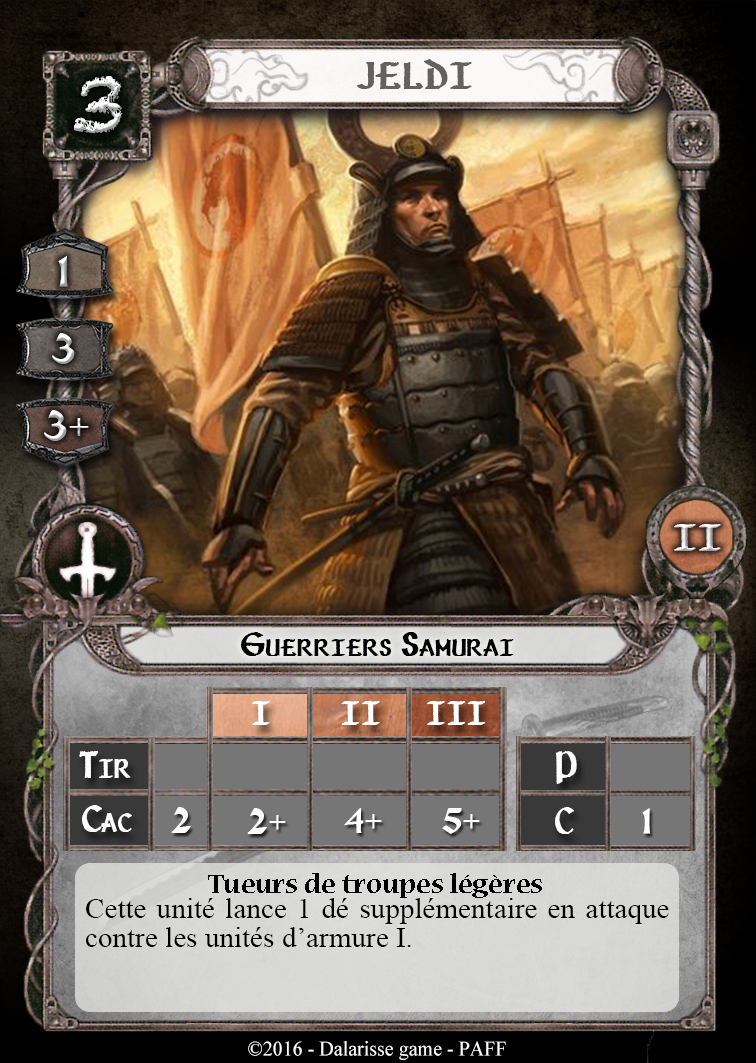 JELDI
3
1
3
3+
II
Guerriers Samurai
I II III
Tir P
Cac 2 2+ 4+ 5+ C 1
Tueurs de troupes légères
Cette unité lance 1 dé supplémentaire en attaque
contre les unités d’armure I.
©2016 - Dalarisse game - PAFF